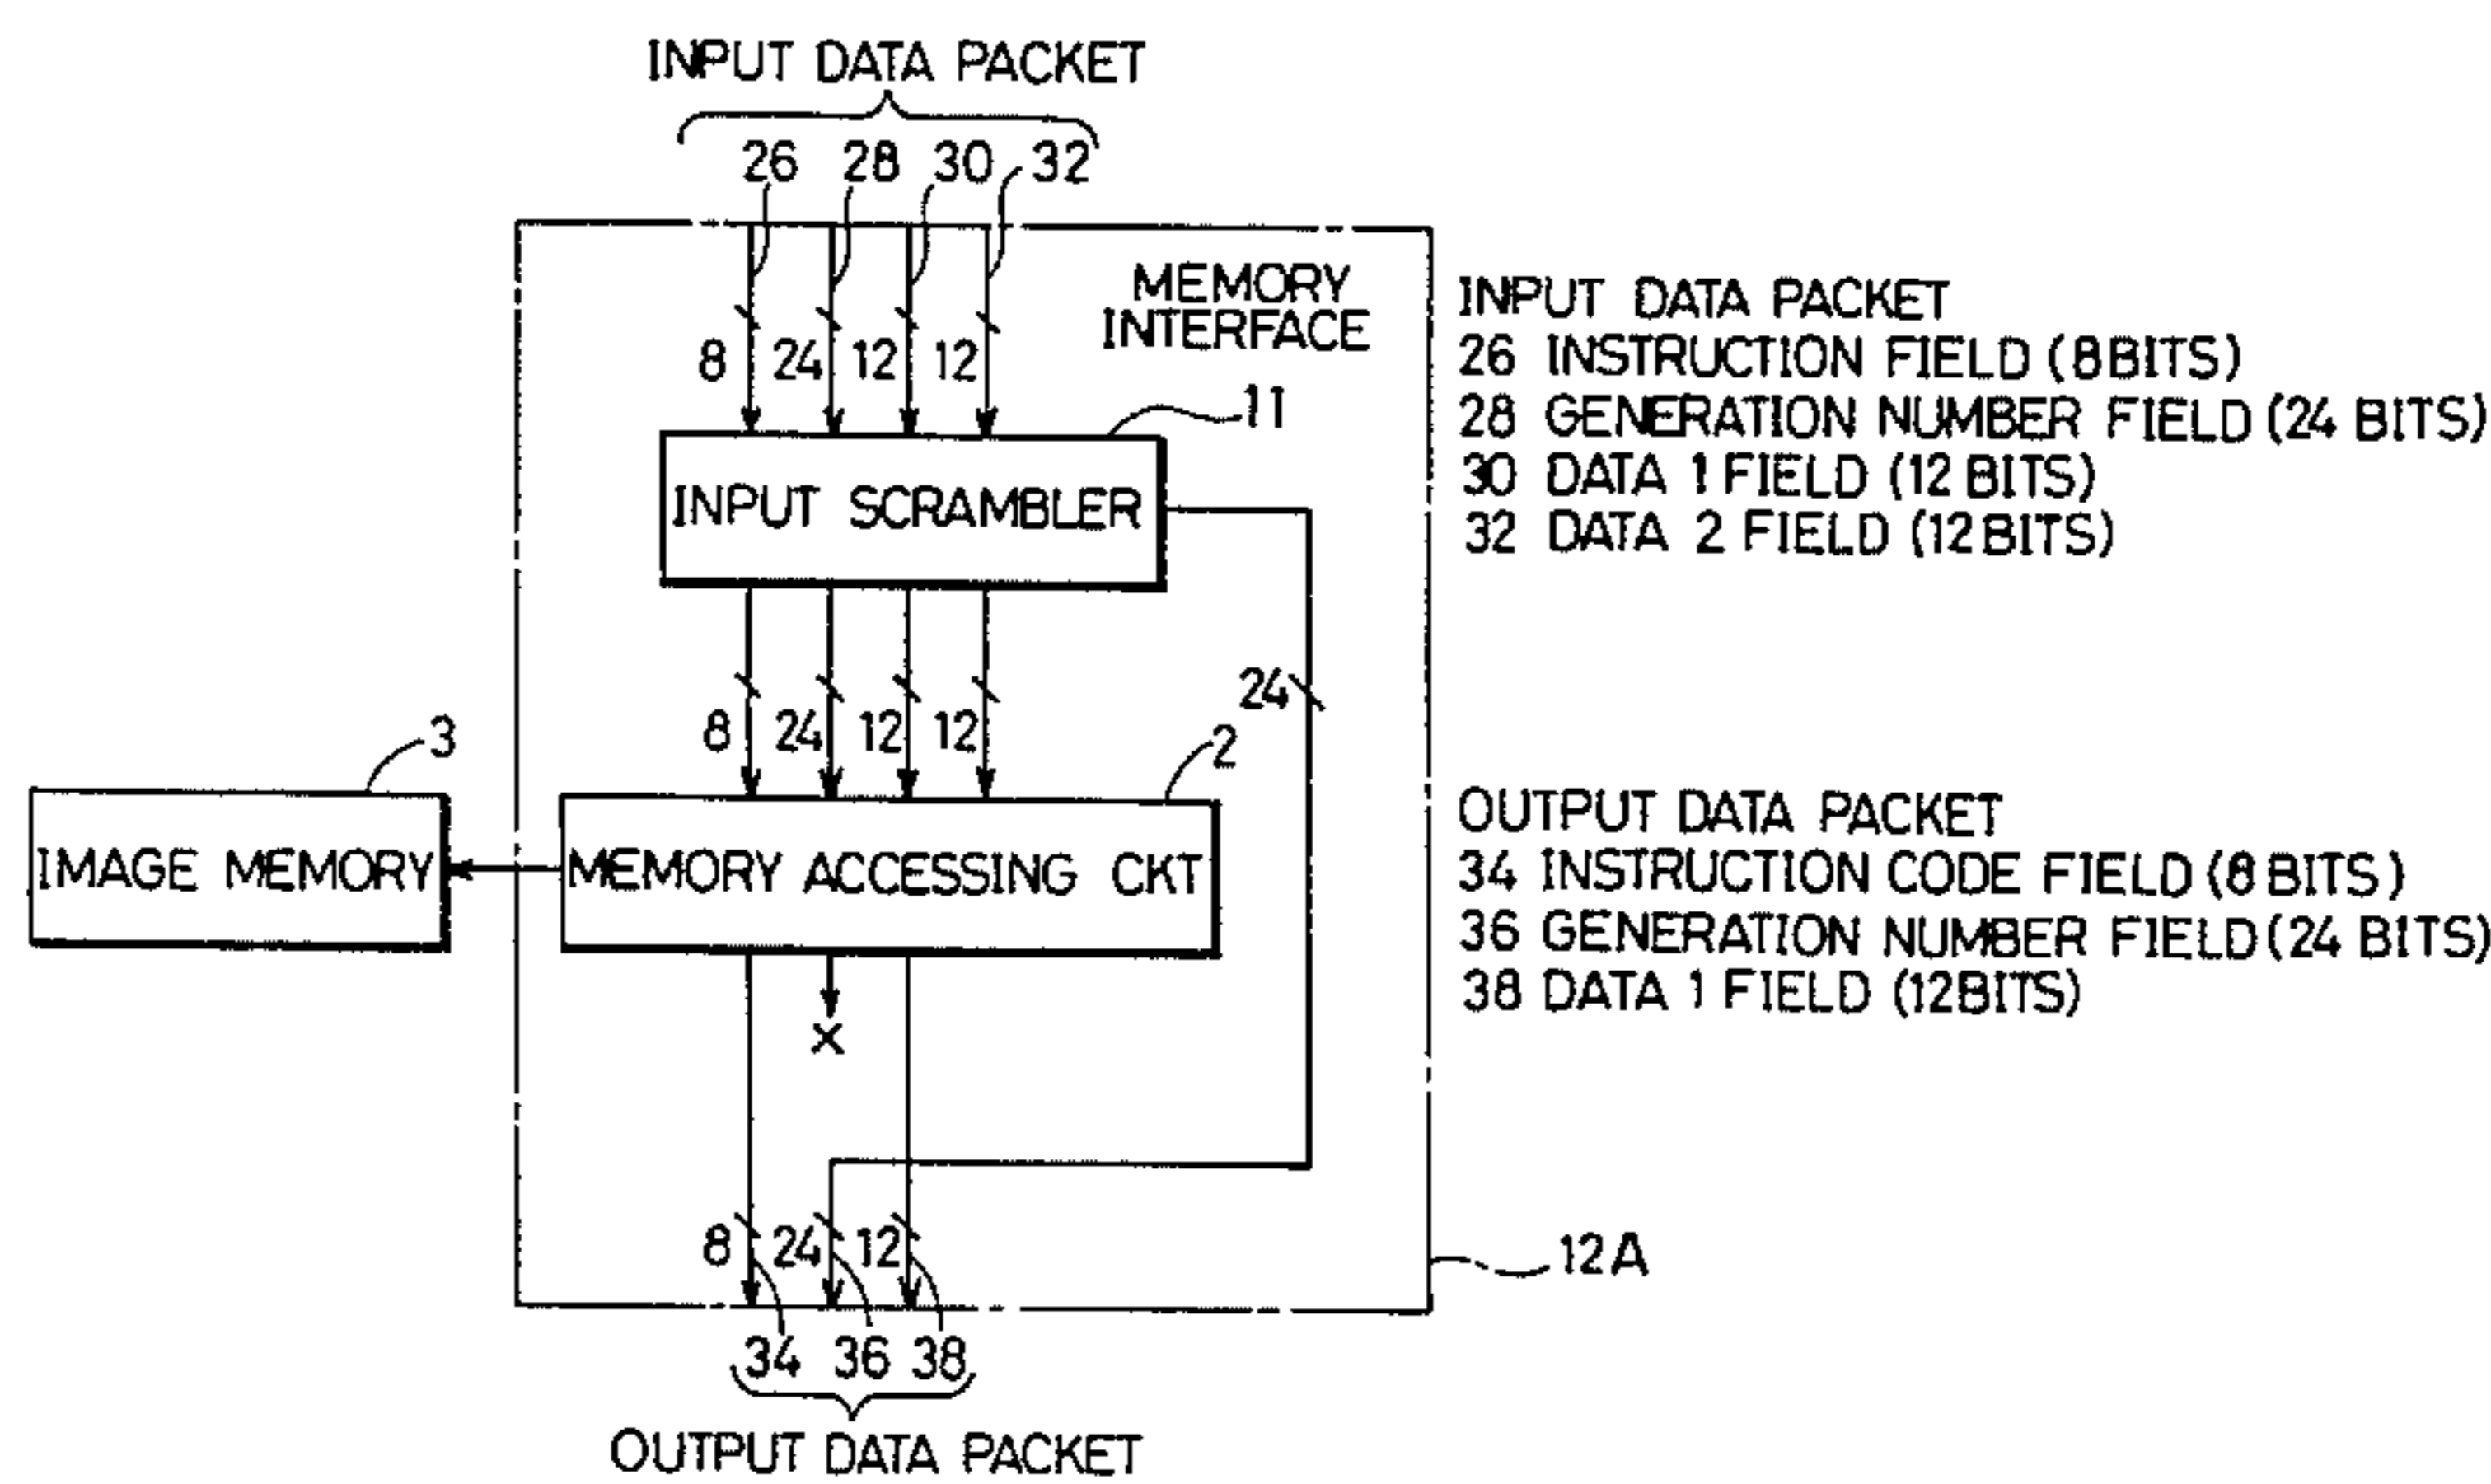 INPUT DATA PACKET
26 28 30 32
MEMORY
INTERFACE
8 24 12 12
11
INPUT SCRAMBLER
24
8 24 12 12
3
2
IMAGE MEMORY
MEMORY ACCESSING CKT
X
8 24 12
12A
34 36 38
OUTPUT DATA PACKET
INPUT DATA PACKET
26 INSTRUCTION FIELD (8 BITS)
28 GENERATION NUMBER FIELD (24 BITS)
30 DATA 1 FIELD (12 BITS)
32 DATA 2 FIELD (12 BITS)
OUTPUT DATA PACKET
34 INSTRUCTION CODE FIELD (8 BITS)
36 GENERATION NUMBER FIELD (24 BITS)
38 DATA 1 FIELD (12 BITS)